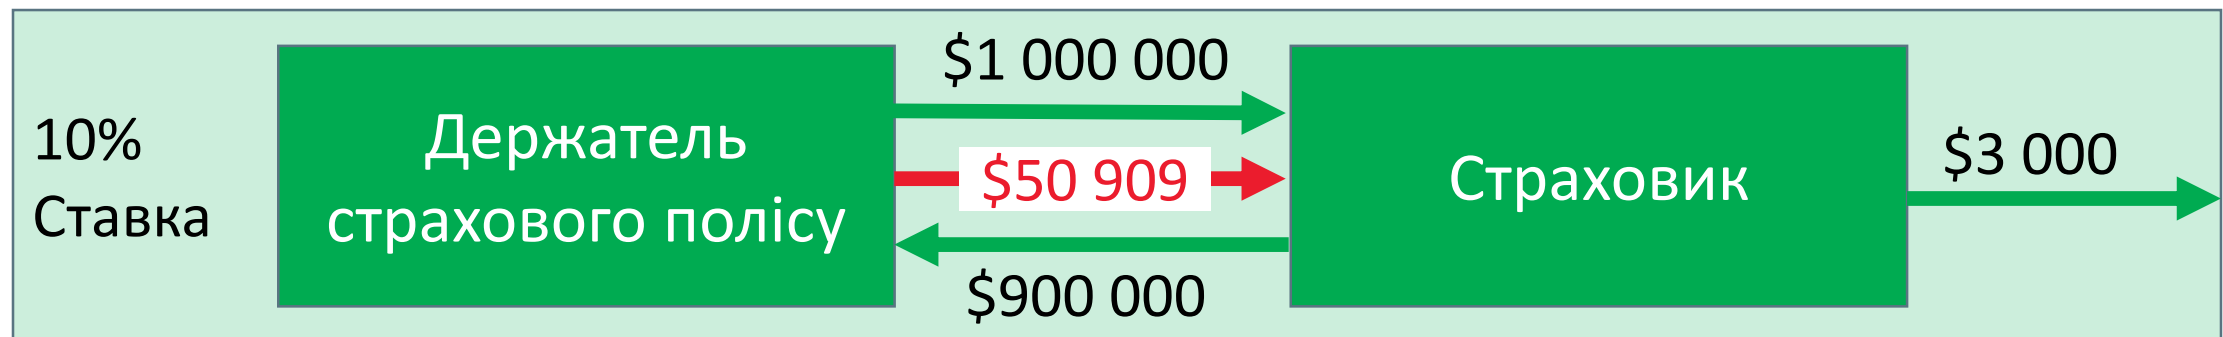 10%
Ставка
Держатель
страхового полісу
$1 000 000
$50 909
$900 000
Страховик
$3 000